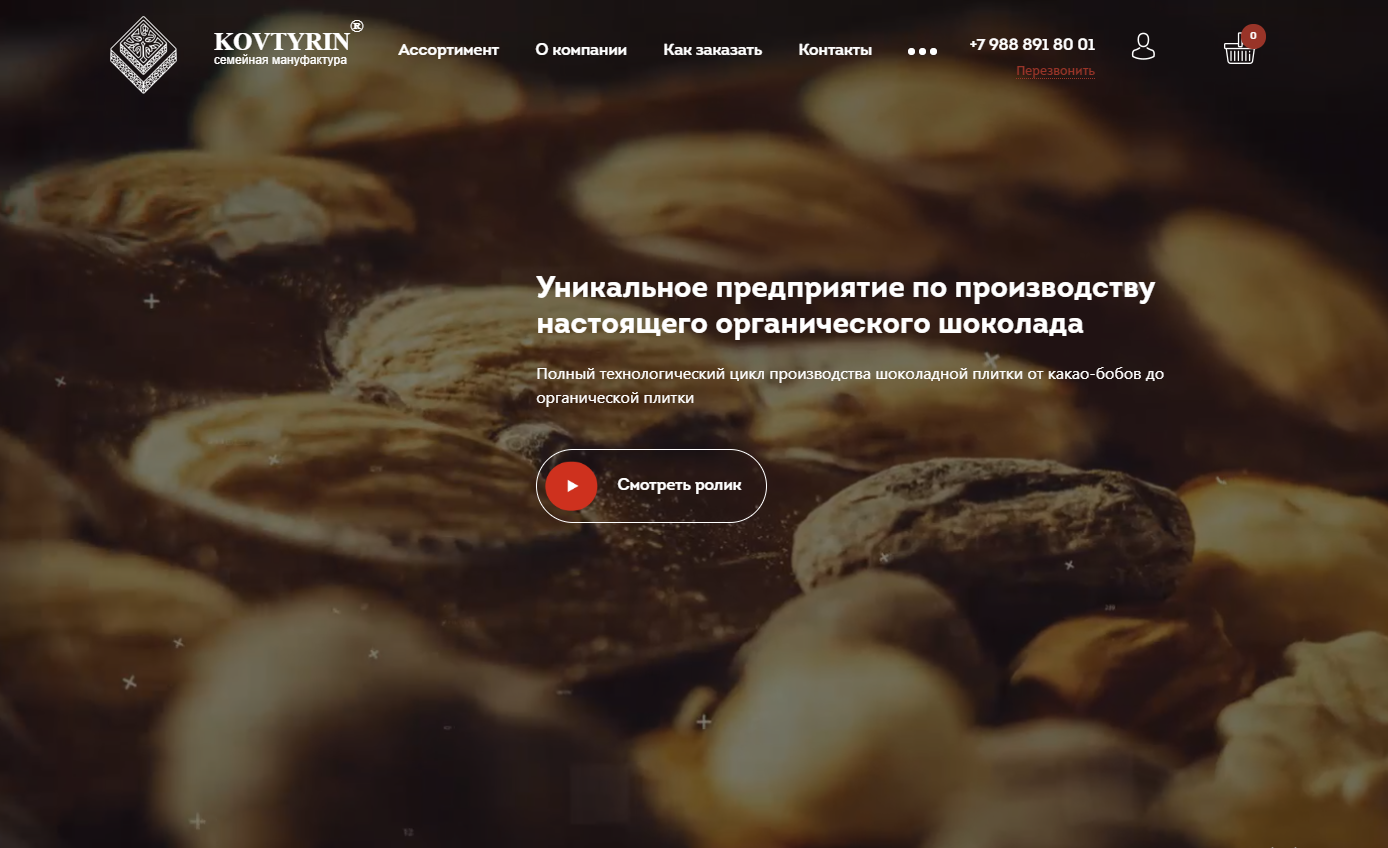 KOVTYRIN®
семейная мануфактура
Ассортимент
О компании
Как заказать
Контакты
+7 988 891 80 01
Перезвонить
0
Уникальное предприятие по производству
настоящего органического шоколада
Полный технологический цикл производства шоколадной плитки от какао-бобов до
органической плитки
Смотреть ролик
12